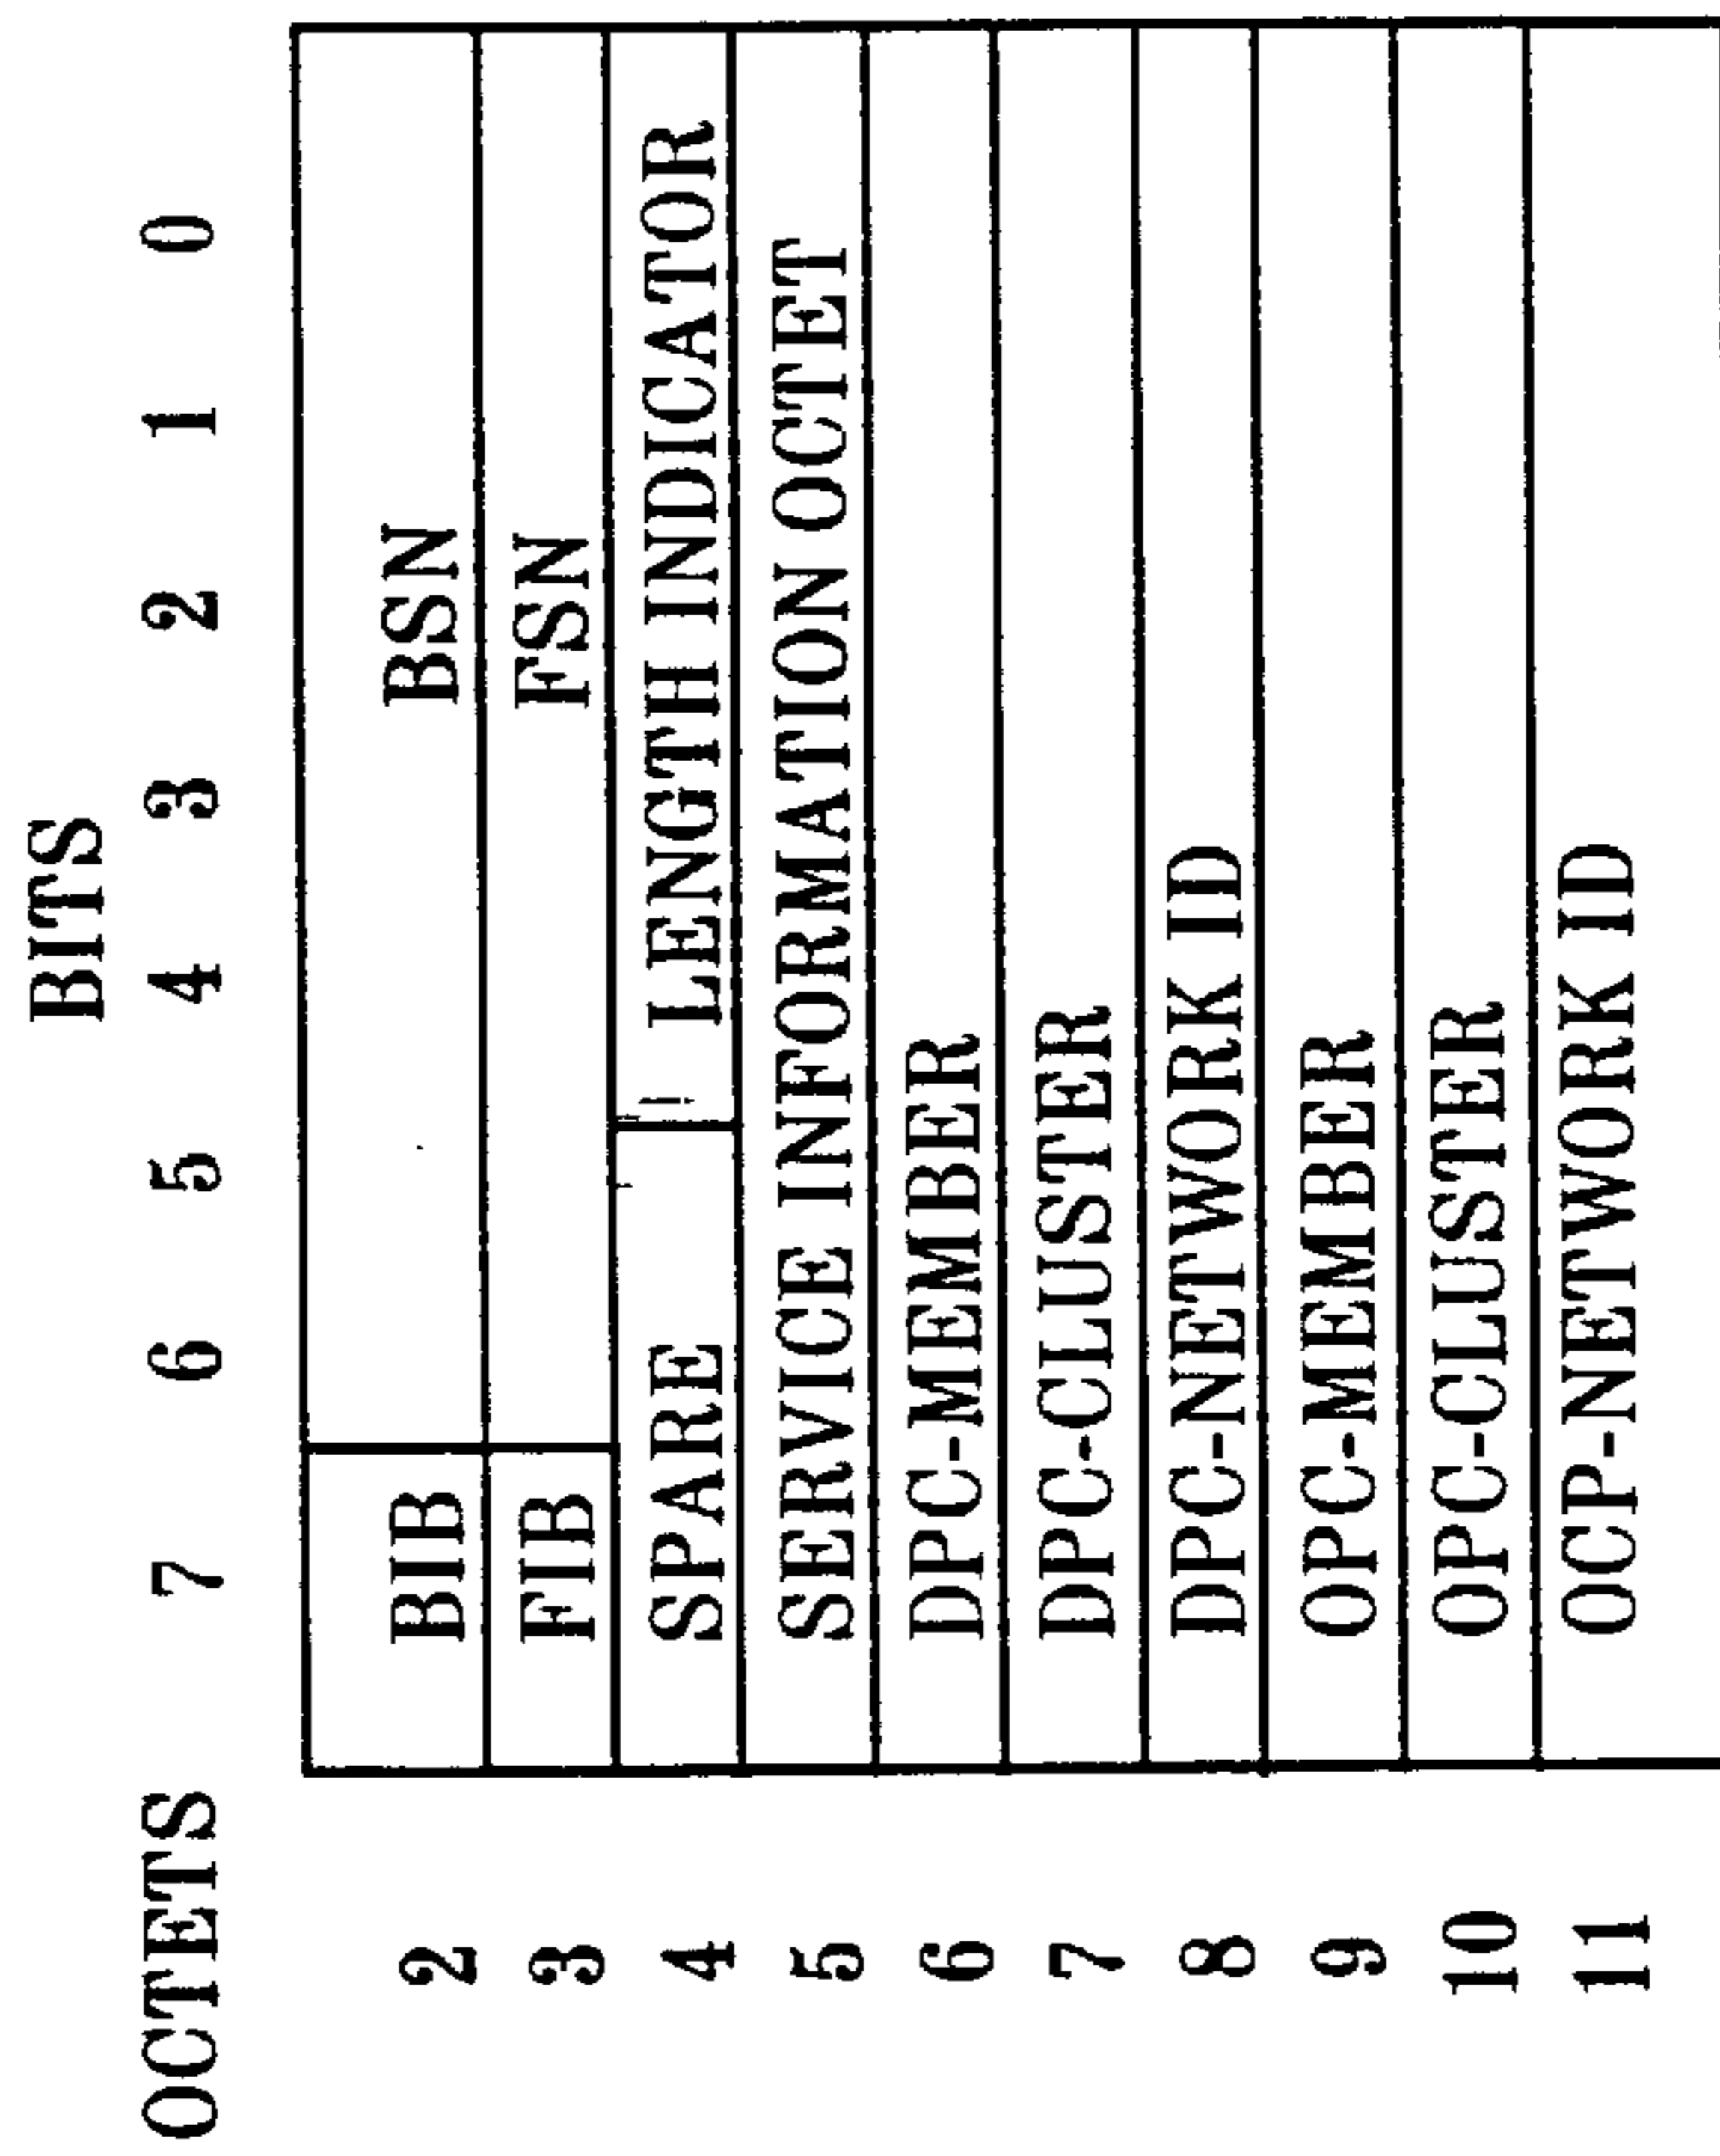 BITS
OCTETS 7 6 5 4 3 2 1 0
2 BIB BSN
3 FIB FSN
4 SPARE LENGTH INDICATOR
5 SERVICE INFORMATION OCTET
6 DPC-MEMBER
7 DPC-CLUSTER
8 DPC-NETWORK ID
9 OPC-MEMBER
10 OPC-CLUSTER
11 OCP-NETWORK ID